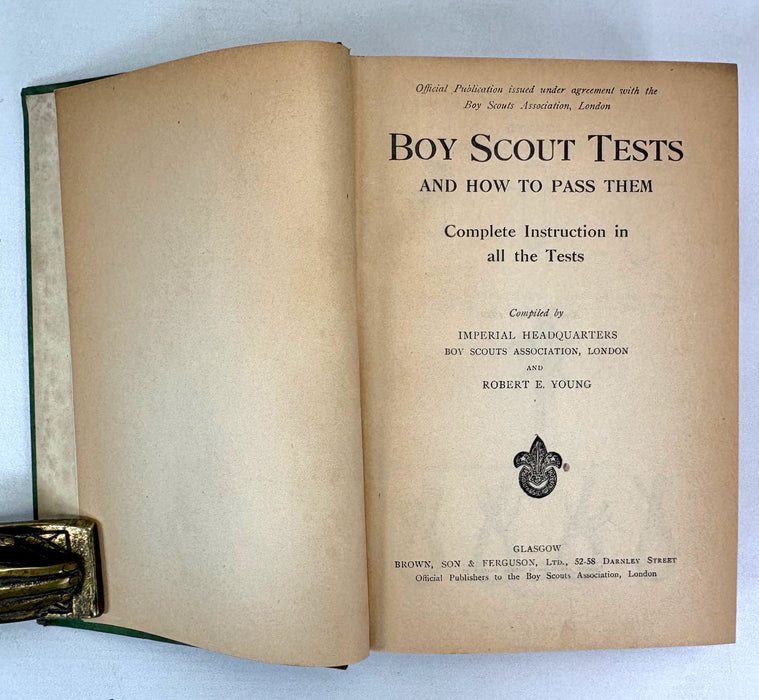 Official Publication issued under agreement with the
Boy Scouts Association, London
BOY SCOUT TESTS
AND HOW TO PASS THEM
Complete Instruction in
all the Tests
Compiled by
IMPERIAL HEADQUARTERS
BOY SCOUTS ASSOCIATION, LONDON
AND
ROBERT E. YOUNG
GLASGOW
BROWN, SON & FERGUSON, LTD., 52-58 DARNLEY STREET
Official Publishers to the Boy Scouts Association, London